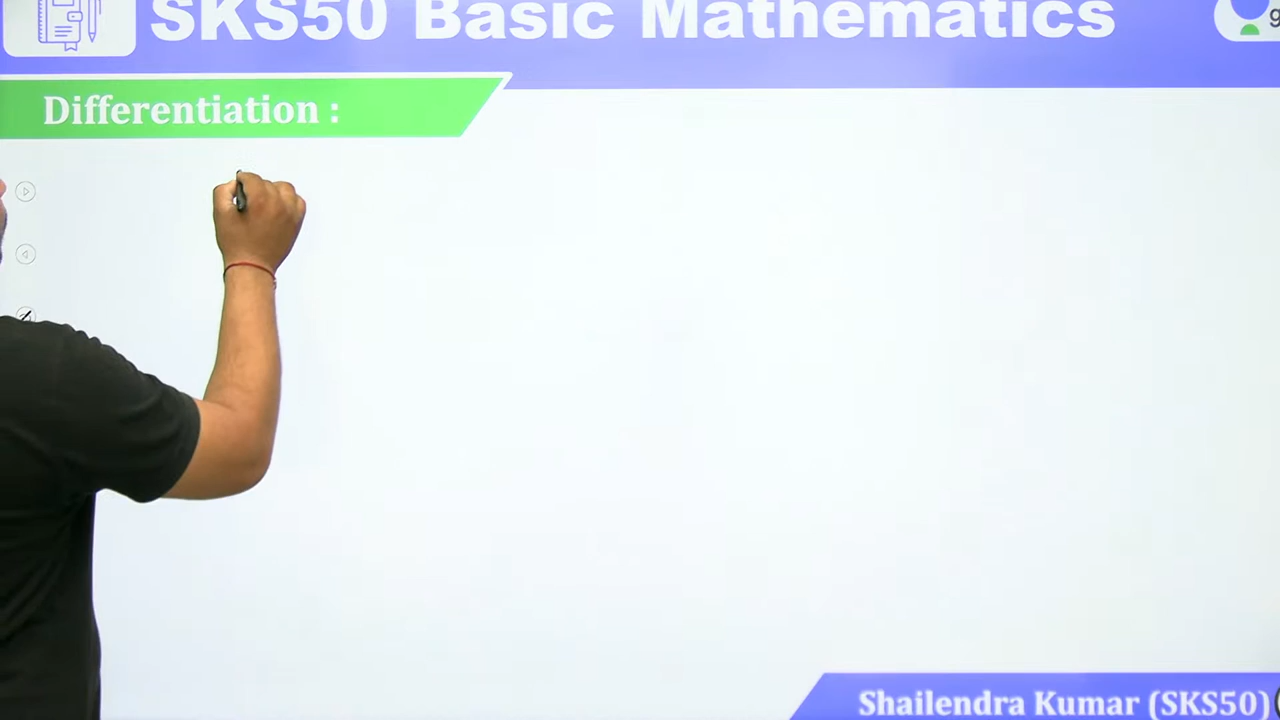 SKS50 Basic Mathematics
g
Differentiation :
Shailendra Kumar (SKS50)